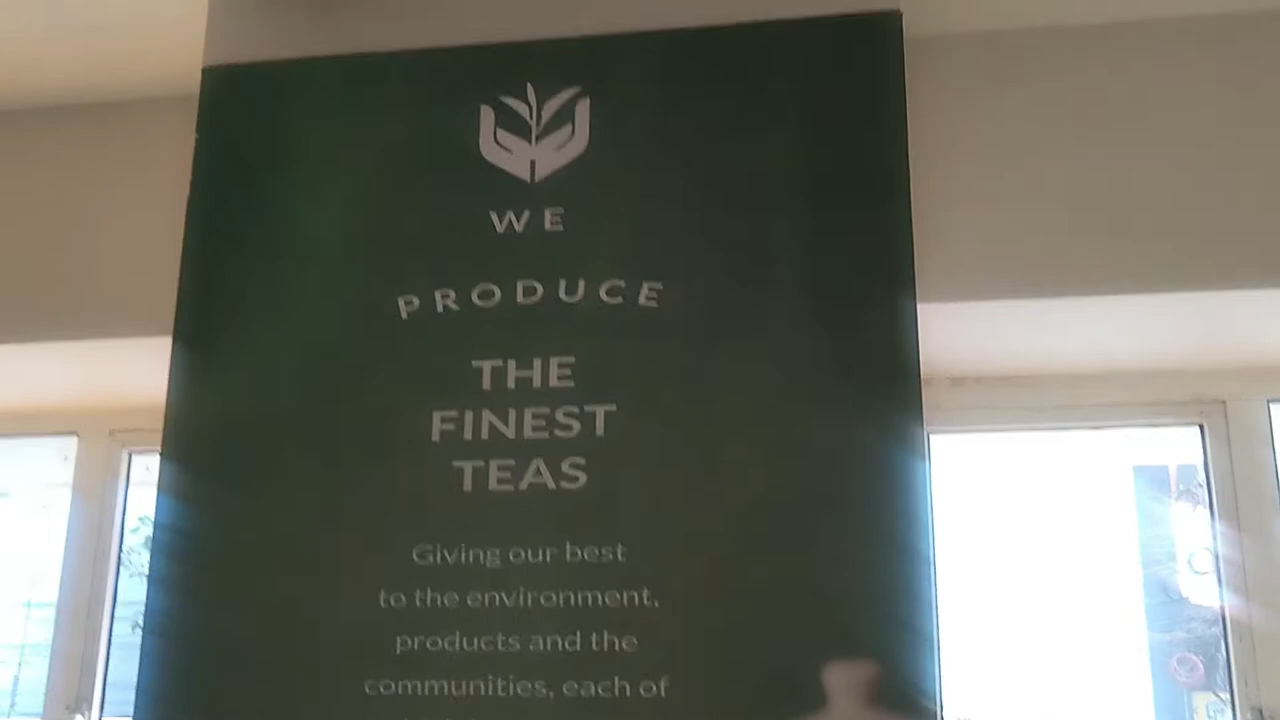 WE
PRODUCE
THE
FINEST
TEAS
Giving our best
to the environment,
products and the
communities, each of